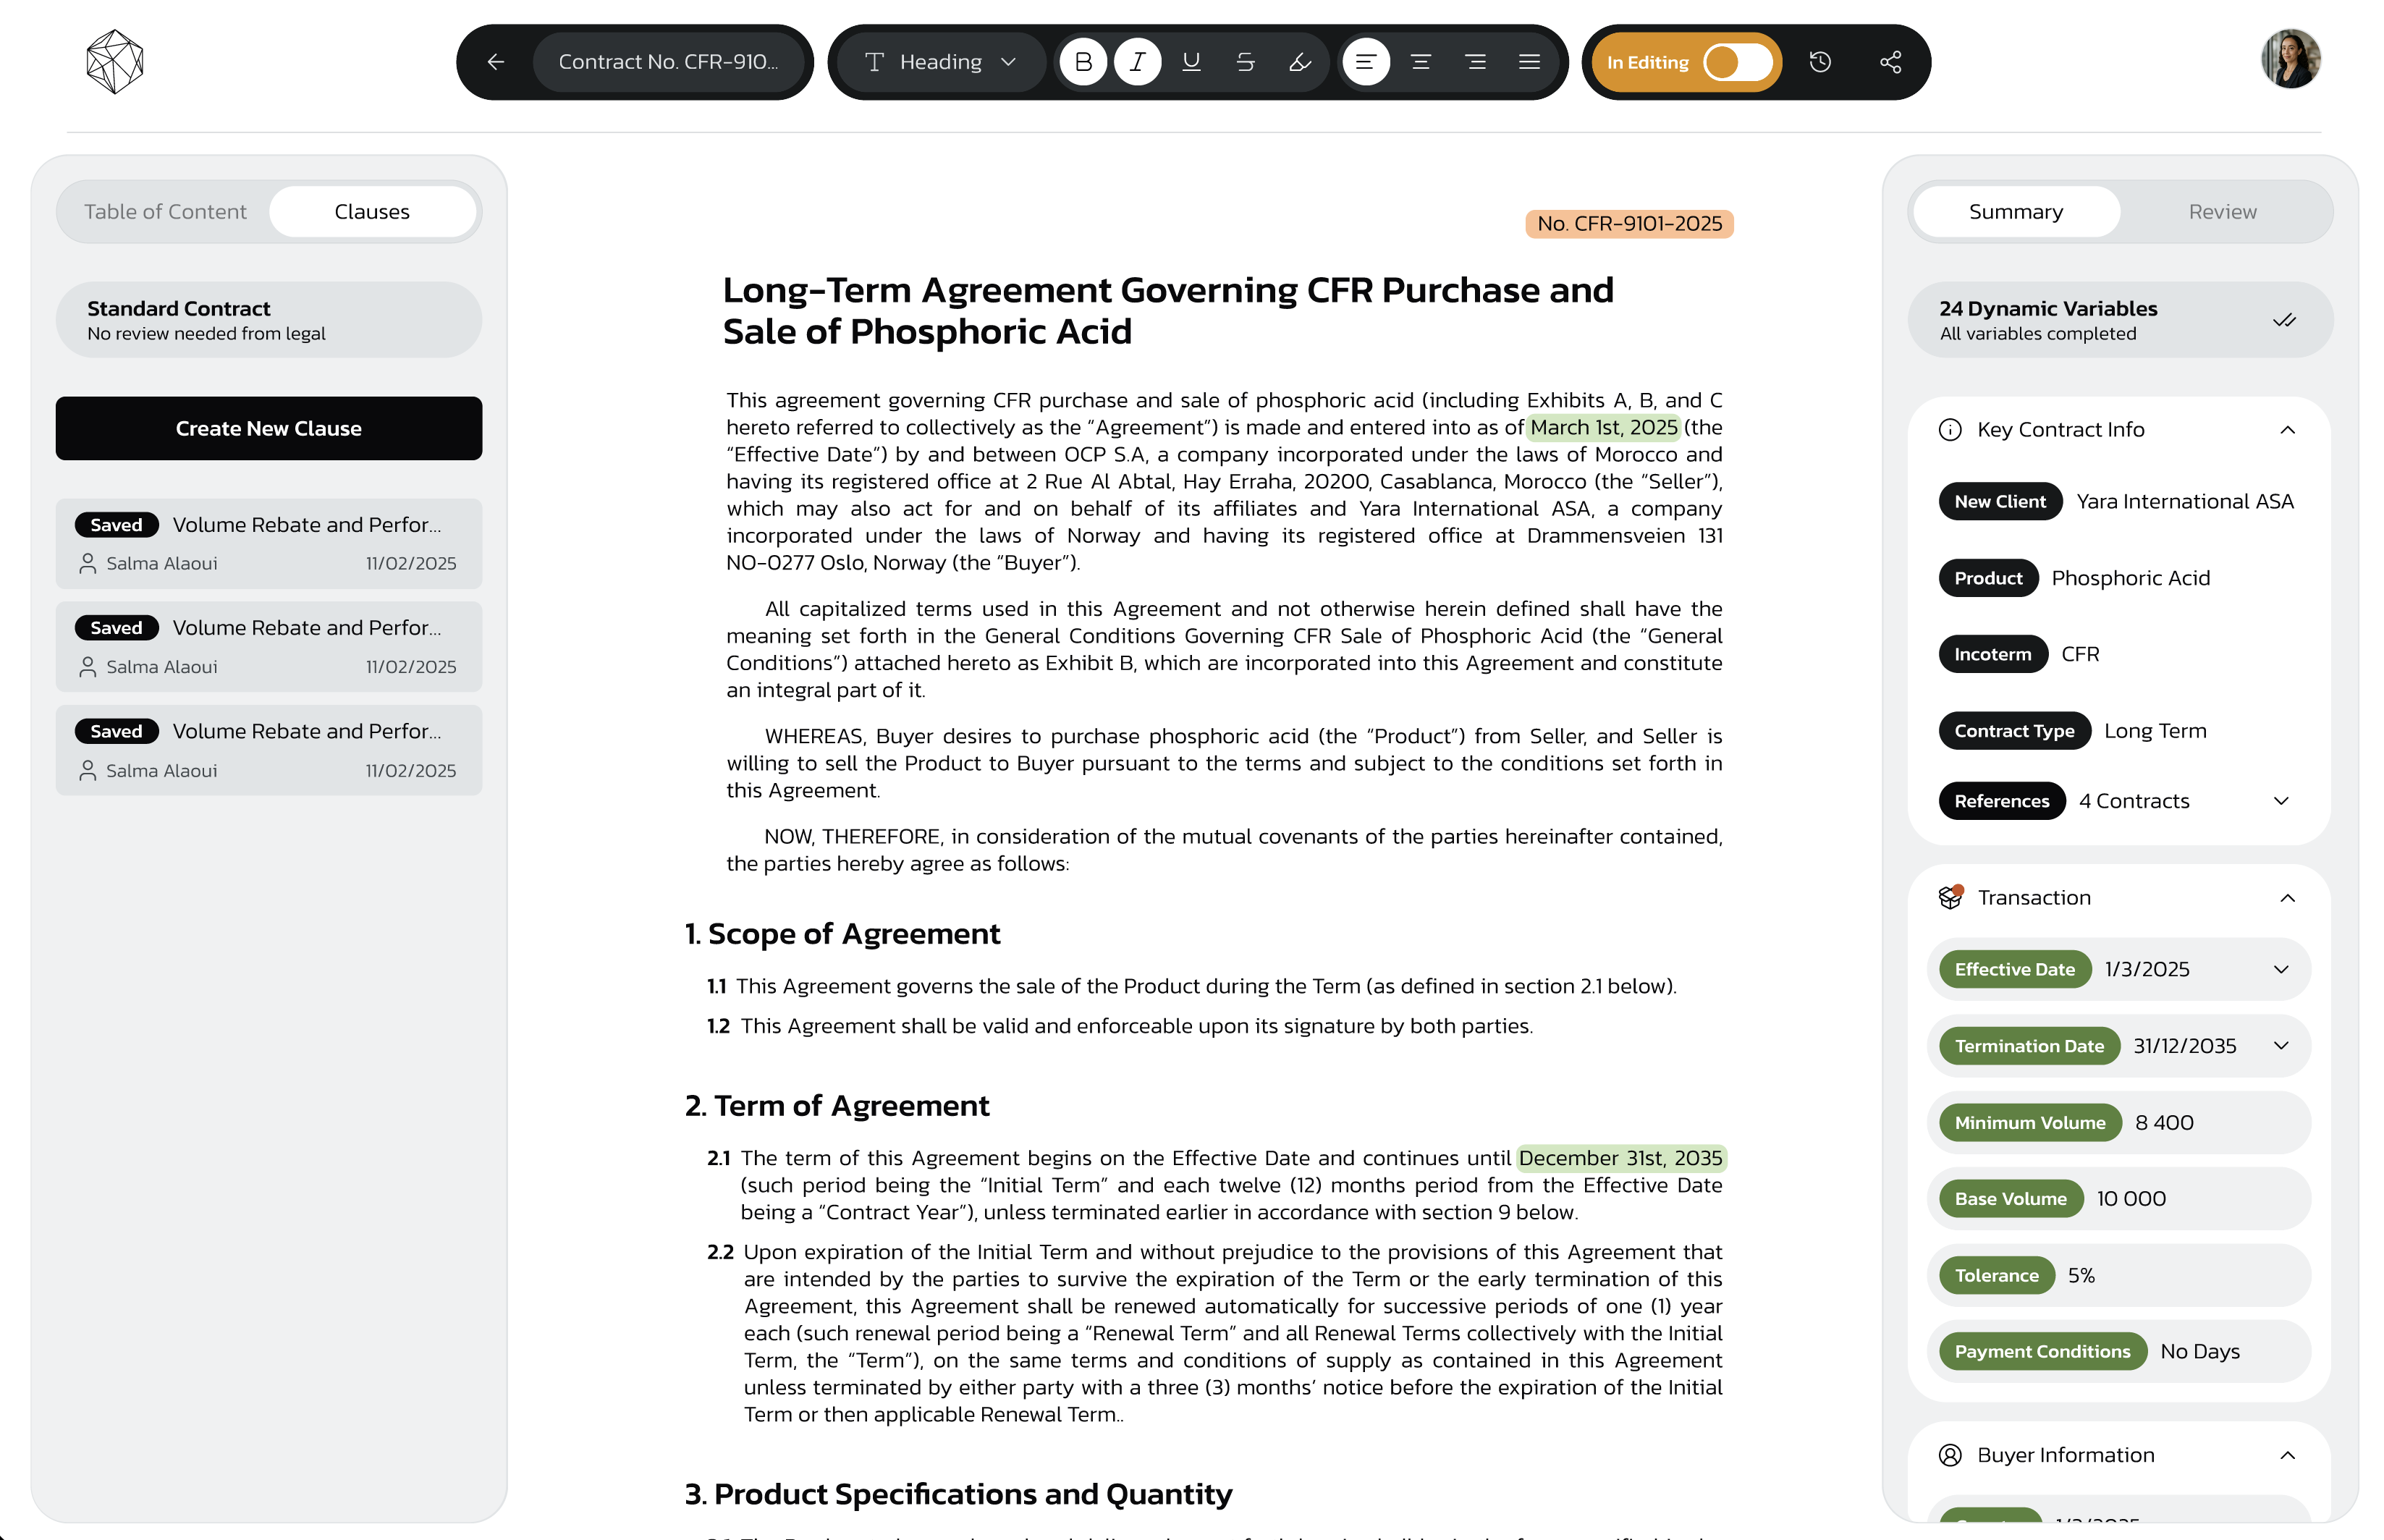 Contract No. CFR-910...
Heading
B I U S
In Editing
Table of Content
Clauses
Standard Contract
No review needed from legal
Create New Clause
Saved Volume Rebate and Perfor...
Salma Alaoui 11/02/2025
Saved Volume Rebate and Perfor...
Salma Alaoui 11/02/2025
Saved Volume Rebate and Perfor...
Salma Alaoui 11/02/2025
No. CFR-9101-2025
Long-Term Agreement Governing CFR Purchase and
Sale of Phosphoric Acid
This agreement governing CFR purchase and sale of phosphoric acid (including Exhibits A, B, and C
hereto referred to collectively as the “Agreement”) is made and entered into as of March 1st, 2025 (the
“Effective Date”) by and between OCP S.A, a company incorporated under the laws of Morocco and
having its registered office at 2 Rue Al Abtal, Hay Erraha, 20200, Casablanca, Morocco (the “Seller”),
which may also act for and on behalf of its affiliates and Yara International ASA, a company
incorporated under the laws of Norway and having its registered office at Drammensveien 131
NO-0277 Oslo, Norway (the “Buyer”).
All capitalized terms used in this Agreement and not otherwise herein defined shall have the
meaning set forth in the General Conditions Governing CFR Sale of Phosphoric Acid (the “General
Conditions”) attached hereto as Exhibit B, which are incorporated into this Agreement and constitute
an integral part of it.
WHEREAS, Buyer desires to purchase phosphoric acid (the “Product”) from Seller, and Seller is
willing to sell the Product to Buyer pursuant to the terms and subject to the conditions set forth in
this Agreement.
NOW, THEREFORE, in consideration of the mutual covenants of the parties hereinafter contained,
the parties hereby agree as follows:
1. Scope of Agreement
1.1 This Agreement governs the sale of the Product during the Term (as defined in section 2.1 below).
1.2 This Agreement shall be valid and enforceable upon its signature by both parties.
2. Term of Agreement
2.1 The term of this Agreement begins on the Effective Date and continues until December 31st, 2035
(such period being the “Initial Term” and each twelve (12) months period from the Effective Date
being a “Contract Year”), unless terminated earlier in accordance with section 9 below.
2.2 Upon expiration of the Initial Term and without prejudice to the provisions of this Agreement that
are intended by the parties to survive the expiration of the Term or the early termination of this
Agreement, this Agreement shall be renewed automatically for successive periods of one (1) year
each (such renewal period being a “Renewal Term” and all Renewal Terms collectively with the Initial
Term, the “Term”), on the same terms and conditions of supply as contained in this Agreement
unless terminated by either party with a three (3) months’ notice before the expiration of the Initial
Term or then applicable Renewal Term..
3. Product Specifications and Quantity
Summary
Review
24 Dynamic Variables
All variables completed
Key Contract Info
New Client Yara International ASA
Product Phosphoric Acid
Incoterm CFR
Contract Type Long Term
References 4 Contracts
Transaction
Effective Date 1/3/2025
Termination Date 31/12/2035
Minimum Volume 8 400
Base Volume 10 000
Tolerance 5%
Payment Conditions No Days
Buyer Information